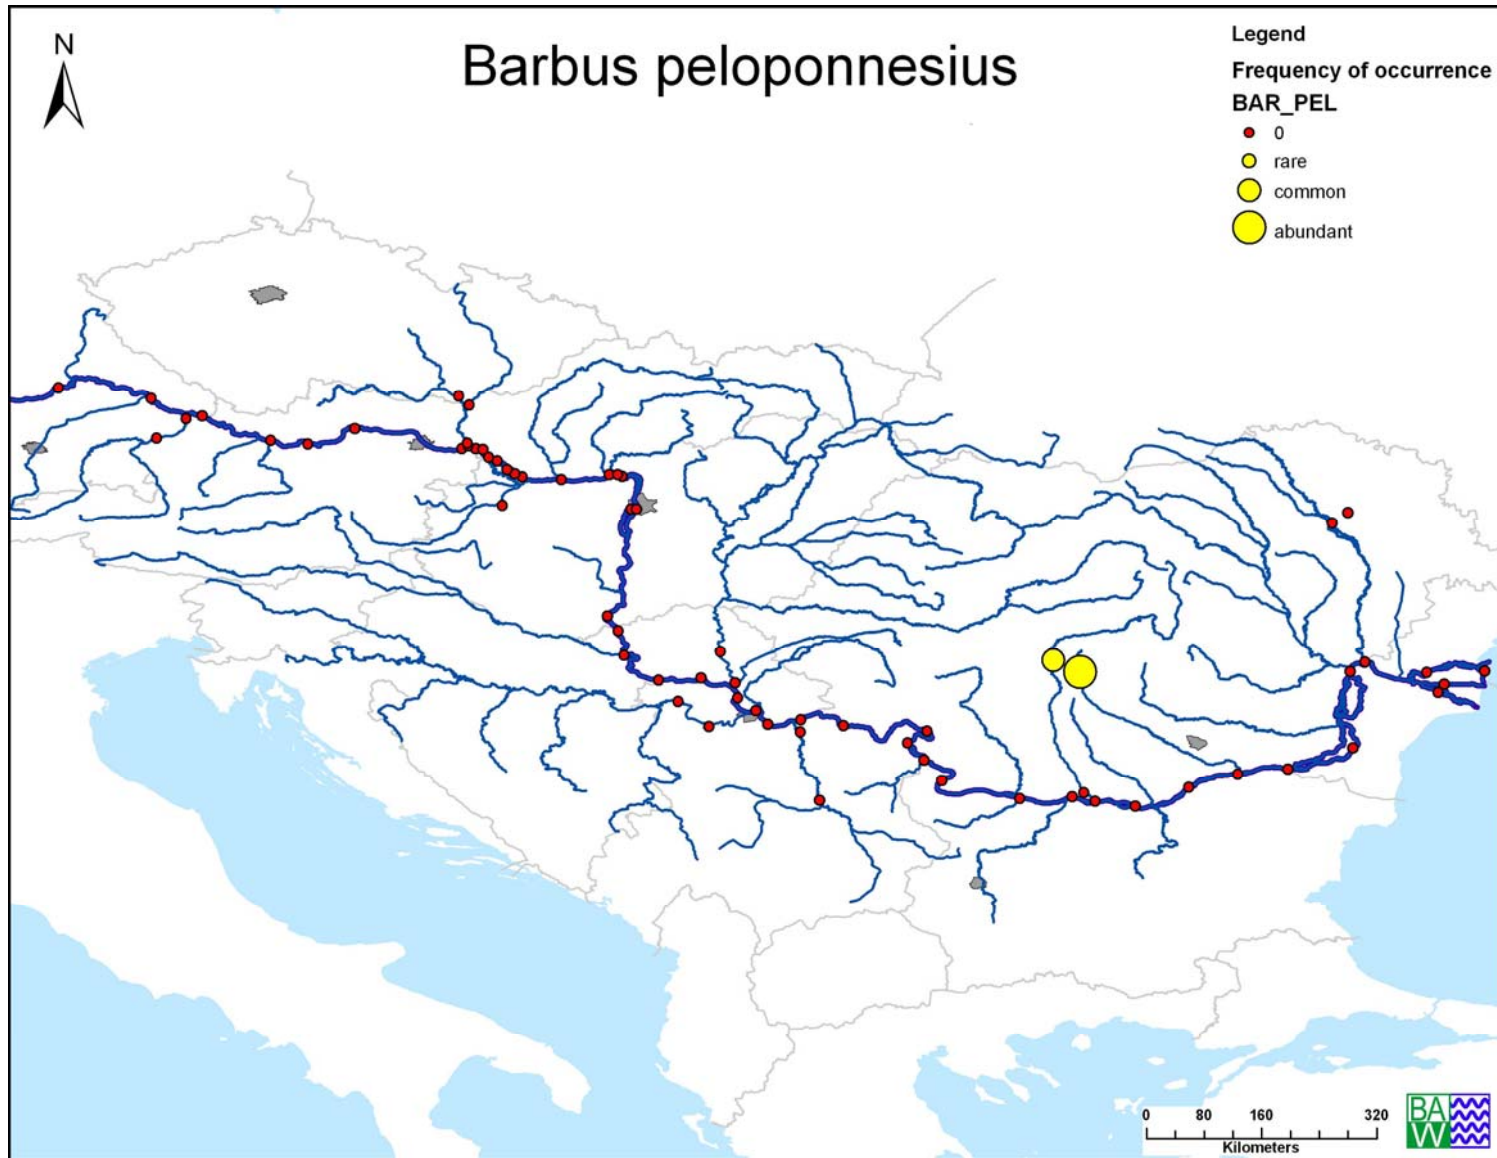 N
Barbus peloponnesius
Legend
Frequency of occurrence
BAR_PEL
0
rare
common
abundant
0 80 160 320
Kilometers
BA
W